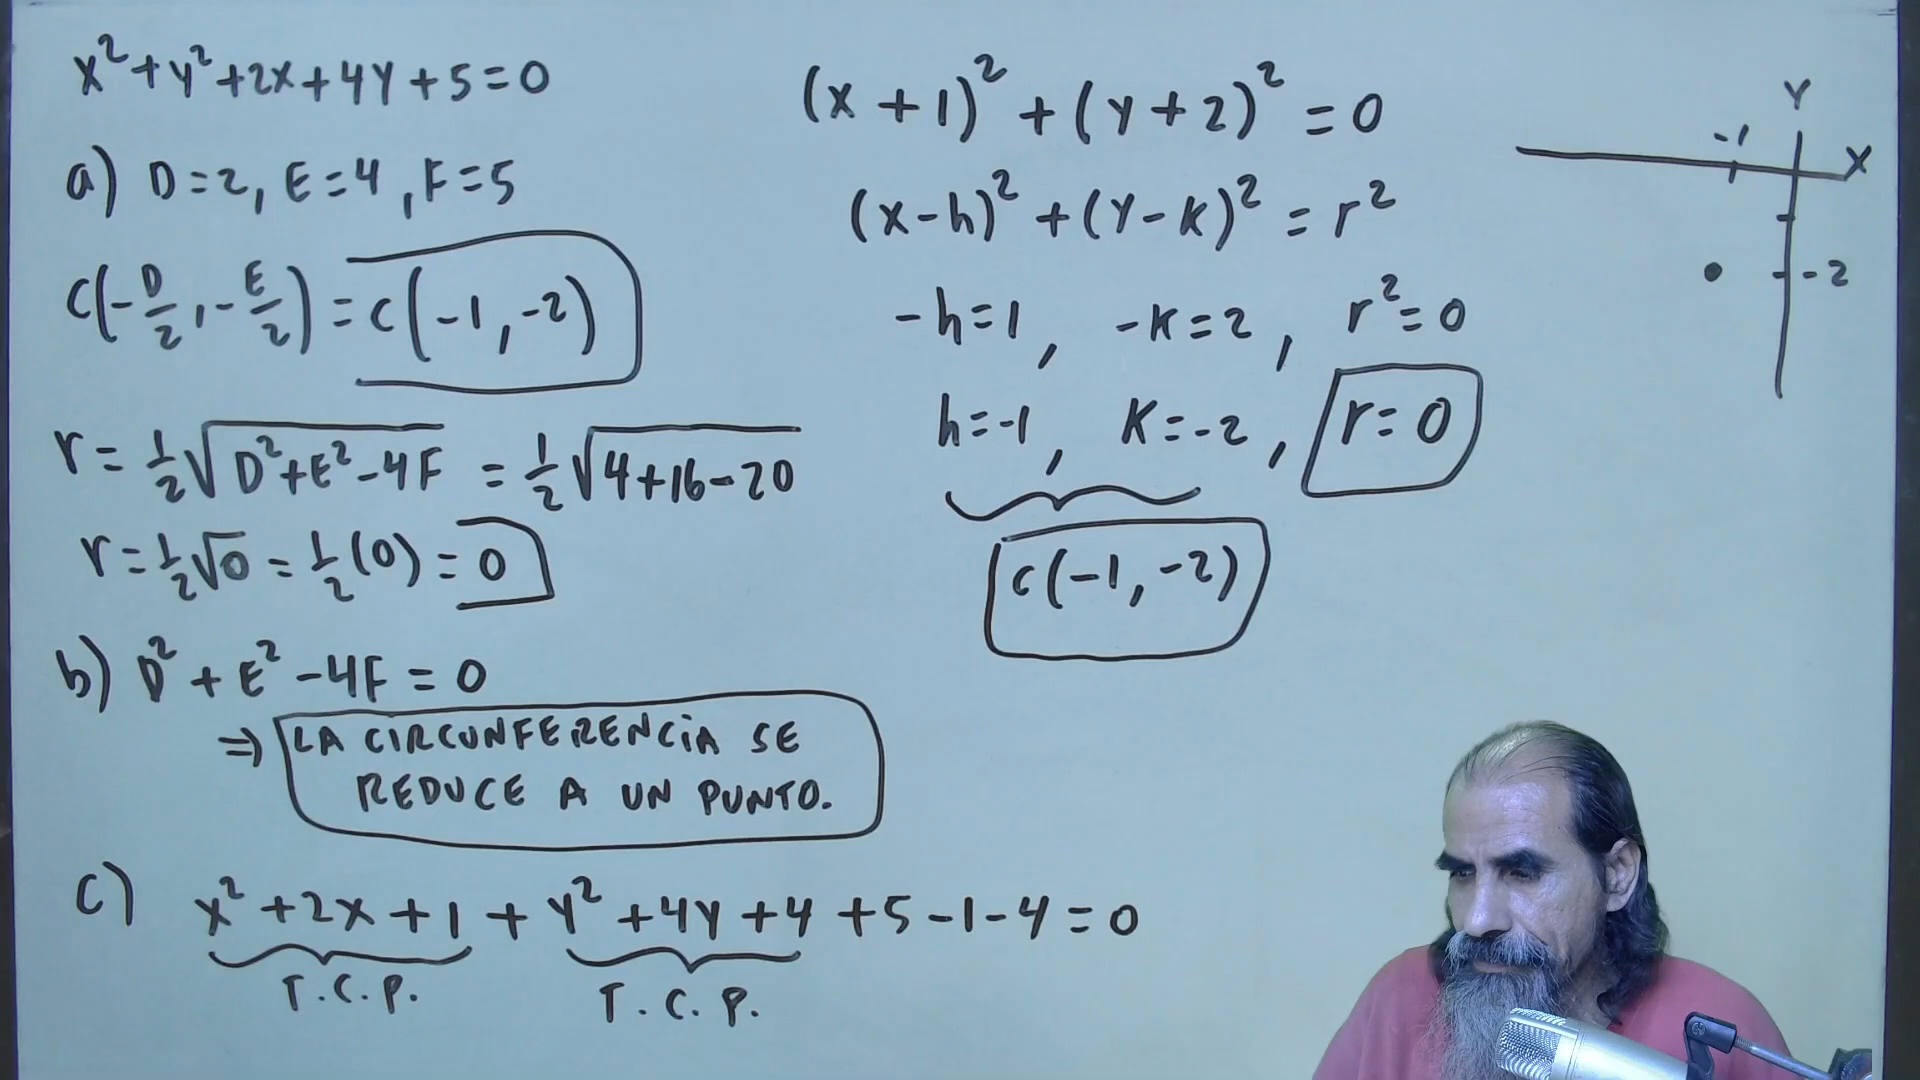 x²+y²+2x+4y+5=0
a) D=2, E=4, F=5
C(-D/2, -E/2) = C(-1, -2)
r = 1/2 √D²+E²-4F = 1/2 √4+16-20
r = 1/2 √0 = 1/2 (0) = 0
b) D² + E² - 4F = 0
⇒ LA CIRCUNFERENCIA SE
REDUCE A UN PUNTO.
c) x² + 2x + 1 + y² + 4y + 4 + 5 - 1 - 4 = 0
T.C.P. T.C.P.
(x + 1)² + (y + 2)² = 0
(x-h)² + (y-k)² = r²
-h=1, -k=2, r²=0
h=-1, k=-2, r=0
C(-1, -2)
Y
-1 X
-2